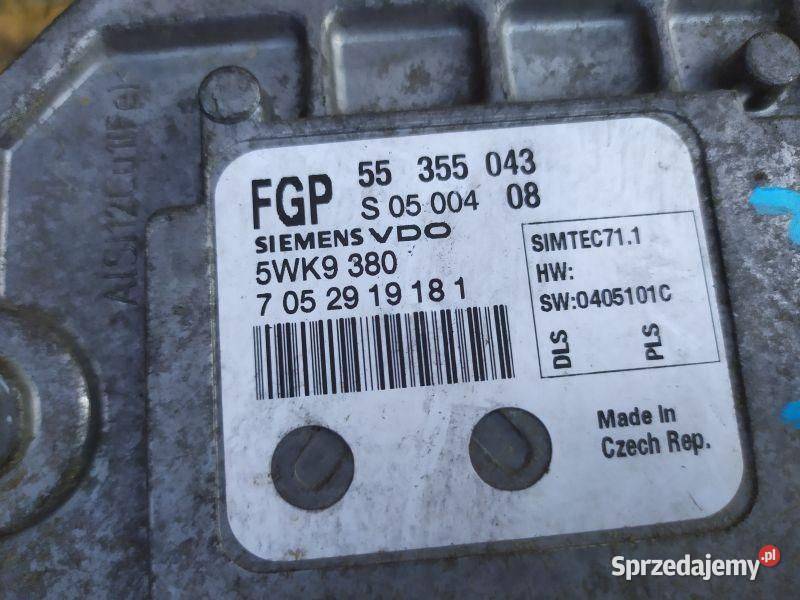 FGP 55 355 043
S 05 004 08
SIEMENS VDO
5WK9 380
7 05 29 19 18 1
SIMTEC71.1
HW:
SW:0405101C
DLS PLS
Made In
Czech Rep.
Sprzedajemy.pl